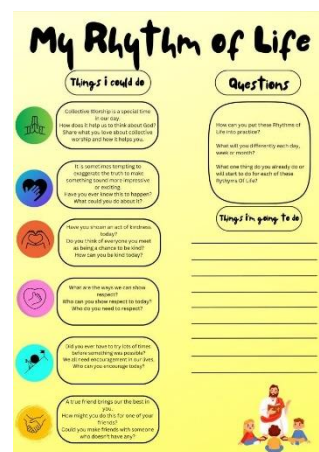 My Rhythm of Life
Things i could do
Collective Worship is a special time
in our day.
How does it help us to think about God?
Share what you love about collective
worship and how it helps you.
It is sometimes tempting to
exaggerate the truth to make
something sound more impressive
or exciting.
Have you ever know this to happen?
What could you do about it?
Have you shown an act of kindness
today?
Do you think of everyone you meet
as being a chance to be kind?
How can you be kind today?
What are the ways we can show
respect?
Who can you show respect to today?
Who do you need to respect?
Did you ever have to try lots of times
before something was possible?
We all need encouragement in our lives.
Who can you encourage today?
A true friend brings our the best in
you.
How might you do this for one of your
friends?
Could you make friends with someone
who doesn't have any?
Questions
How can you put these Rhythms of
Life into practice?
What will you differently each day,
week or month?
What one thing do you already do or
will start to do for each of these
Rythyms Of Life?
Things i'm going to do